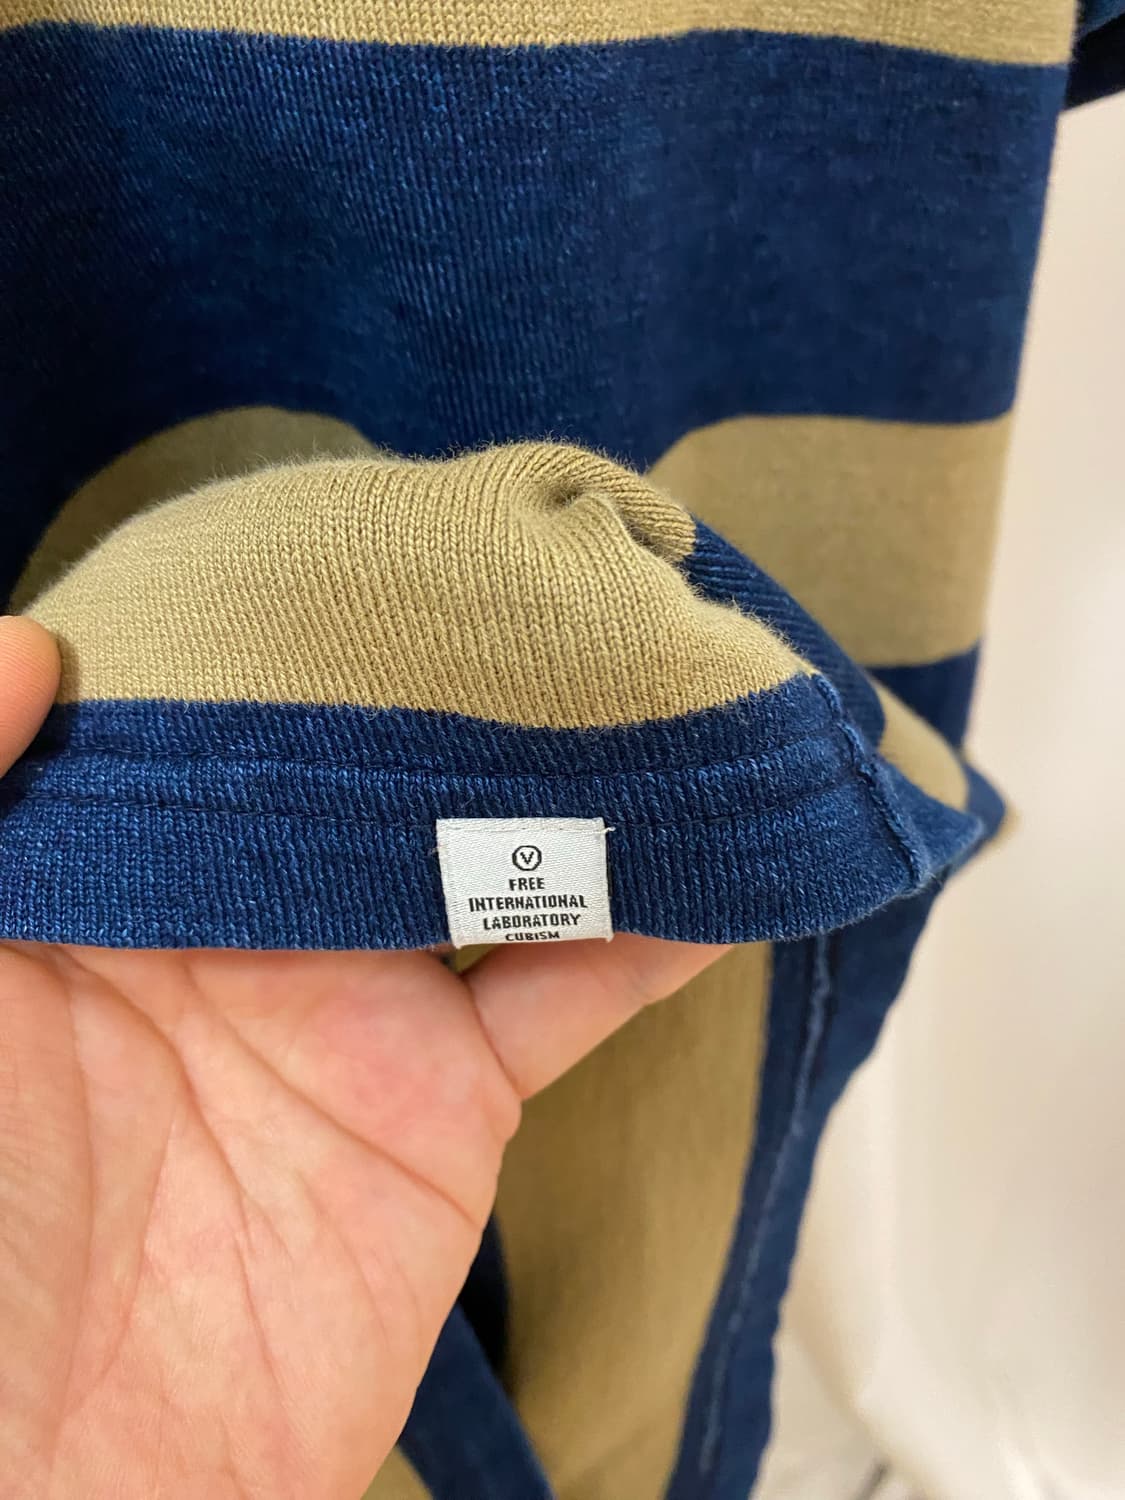 V
FREE
INTERNATIONAL
LABORATORY
CUBISM